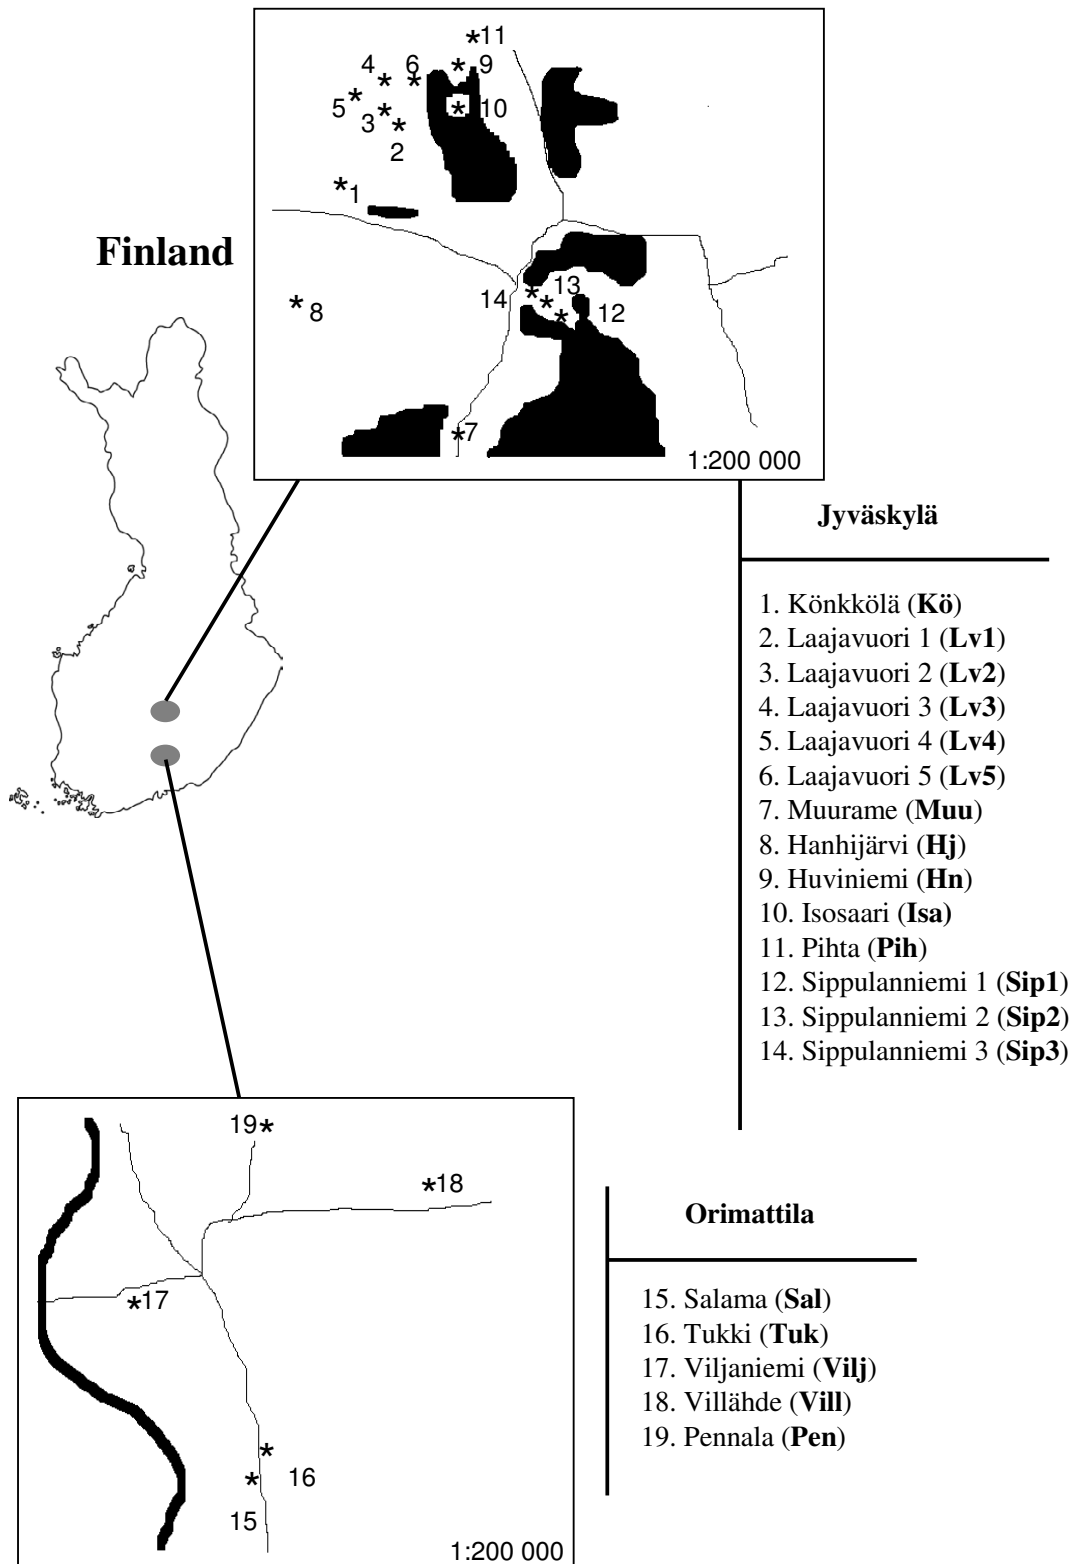 *11
4 * 6 * * 9
5 * * * 10
3 *
2
*1
Finland
14 * * 13
* 8 * 12
*7
1:200 000
Jyväskylä
1. Könkkölä (Kö)
2. Laajavuori 1 (Lv1)
3. Laajavuori 2 (Lv2)
4. Laajavuori 3 (Lv3)
5. Laajavuori 4 (Lv4)
6. Laajavuori 5 (Lv5)
7. Muurame (Muu)
8. Hanhijärvi (Hj)
9. Huviniemi (Hn)
10. Isosaari (Isa)
11. Pihta (Pih)
12. Sippulanniemi 1 (Sip1)
13. Sippulanniemi 2 (Sip2)
14. Sippulanniemi 3 (Sip3)
19*
*18
*17
*
* 16
15
1:200 000
Orimattila
15. Salama (Sal)
16. Tukki (Tuk)
17. Viljaniemi (Vilj)
18. Villähde (Vill)
19. Pennala (Pen)